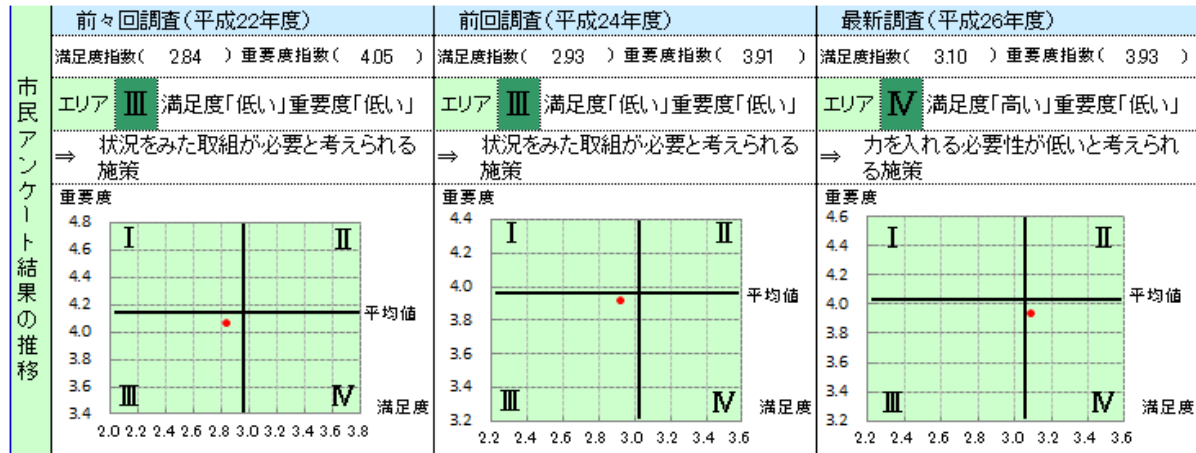 市民アンケート結果の推移
前々回調査(平成22年度)
満足度指数( 2.84 )重要度指数( 4.05 )
エリア Ⅲ 満足度「低い」重要度「低い」
⇒ 状況をみた取組が必要と考えられる
施策
重要度
4.8
4.6
4.4
4.2
4.0
3.8
3.6
3.4
Ⅰ Ⅱ
平均値
Ⅲ Ⅳ
満足度
2.0 2.2 2.4 2.6 2.8 3.0 3.2 3.4 3.6 3.8
前回調査(平成24年度)
満足度指数( 2.93 )重要度指数( 3.91 )
エリア Ⅲ 満足度「低い」重要度「低い」
⇒ 状況をみた取組が必要と考えられる
施策
重要度
4.4
4.2
4.0
3.8
3.6
3.4
3.2
Ⅰ Ⅱ
平均値
Ⅲ Ⅳ
満足度
2.2 2.4 2.6 2.8 3.0 3.2 3.4 3.6
最新調査(平成26年度)
満足度指数( 3.10 )重要度指数( 3.93 )
エリア Ⅳ 満足度「高い」重要度「低い」
⇒ 力を入れる必要性が低いと考えられ
る施策
重要度
4.6
4.4
4.2
4.0
3.8
3.6
3.4
3.2
Ⅰ Ⅱ
平均値
Ⅲ Ⅳ
満足度
2.2 2.4 2.6 2.8 3.0 3.2 3.4 3.6